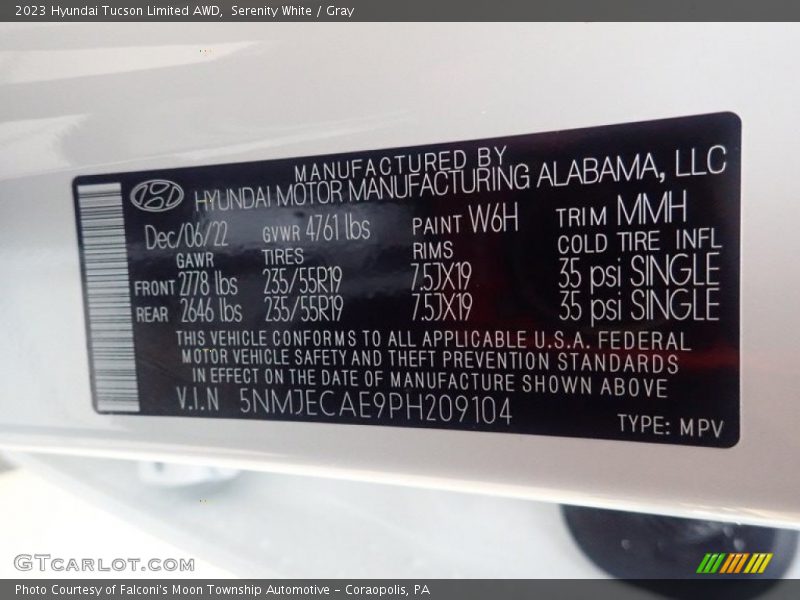 2023 Hyundai Tucson Limited AWD, Serenity White / Gray
MANUFACTURED BY
HYUNDAI MOTOR MANUFACTURING ALABAMA, LLC
Dec/06/22 GVWR 4761 lbs PAINT W6H TRIM MMH
GAWR TIRES RIMS COLD TIRE INFL
FRONT 2778 lbs 235/55R19 7.5JX19 35 psi SINGLE
REAR 2646 lbs 235/55R19 7.5JX19 35 psi SINGLE
THIS VEHICLE CONFORMS TO ALL APPLICABLE U.S.A. FEDERAL
MOTOR VEHICLE SAFETY AND THEFT PREVENTION STANDARDS
IN EFFECT ON THE DATE OF MANUFACTURE SHOWN ABOVE
V.I.N 5NMJECAE9PH209104
TYPE: MPV
GTCARLOT.COM
Photo Courtesy of Falconi's Moon Township Automotive - Coraopolis, PA